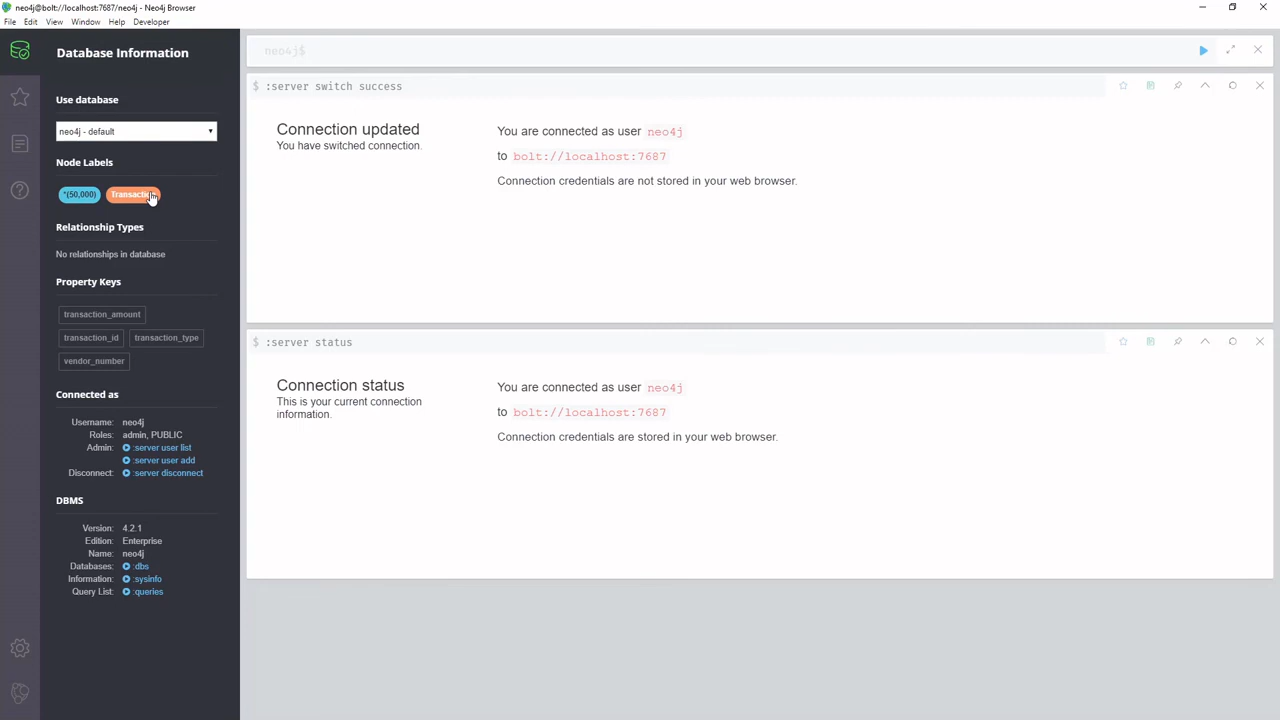 neo4j@bolt://localhost:7687/neo4j - Neo4j Browser
File Edit View Window Help Developer
Database Information
Use database
neo4j - default
Node Labels
*(50,000) Transaction
Relationship Types
No relationships in database
Property Keys
transaction_amount
transaction_id transaction_type
vendor_number
Connected as
Username: neo4j
Roles: admin, PUBLIC
Admin: :server user list
:server user add
Disconnect: :server disconnect
DBMS
Version: 4.2.1
Edition: Enterprise
Name: neo4j
Databases: :dbs
Information: :sysinfo
Query List: :queries
neo4j$
$ :server switch success
Connection updated
You have switched connection.
You are connected as user neo4j
to bolt://localhost:7687
Connection credentials are not stored in your web browser.
$ :server status
Connection status
This is your current connection
information.
You are connected as user neo4j
to bolt://localhost:7687
Connection credentials are stored in your web browser.